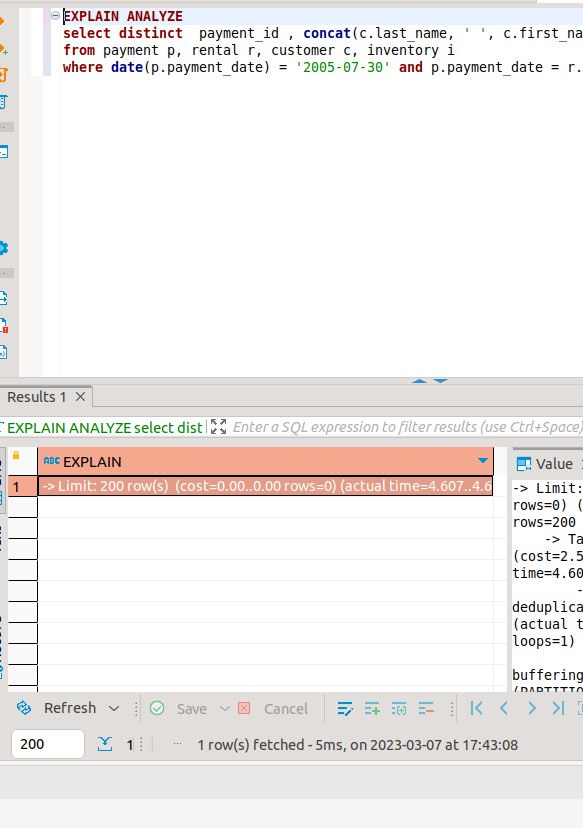 EXPLAIN ANALYZE
select distinct  payment_id , concat(c.last_name, ' ', c.first_na
from payment p, rental r, customer c, inventory i
where date(p.payment_date) = '2005-07-30' and p.payment_date = r.
Results 1
EXPLAIN ANALYZE select dist
Enter a SQL expression to filter results (use Ctrl+Space)
ABC EXPLAIN
Value
1
-> Limit: 200 row(s)  (cost=0.00..0.00 rows=0) (actual time=4.607..4.6
-> Limit:
rows=0) (
rows=200
-> Ta
(cost=2.5
time=4.60
-
deduplica
(actual t
loops=1)
buffering
(PARTITIO
Refresh
Save
Cancel
200
1
...
1 row(s) fetched - 5ms, on 2023-03-07 at 17:43:08